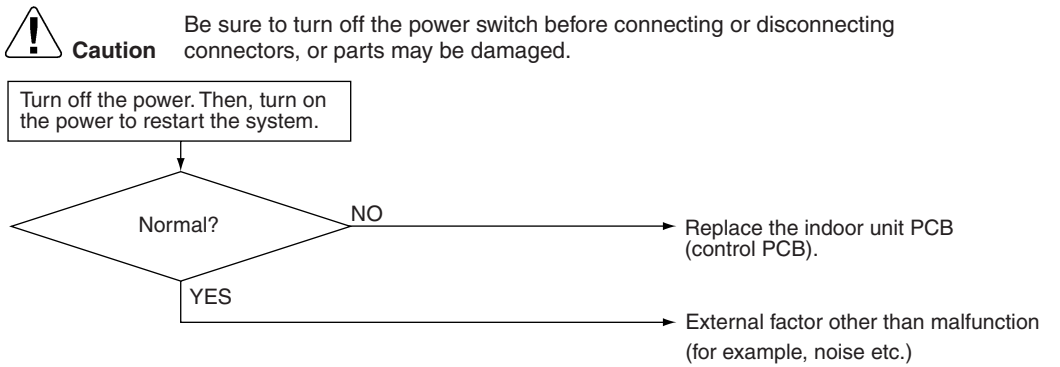 Be sure to turn off the power switch before connecting or disconnecting
Caution connectors, or parts may be damaged.
Turn off the power. Then, turn on
the power to restart the system.
Normal?
NO
Replace the indoor unit PCB
(control PCB).
YES
External factor other than malfunction
(for example, noise etc.)